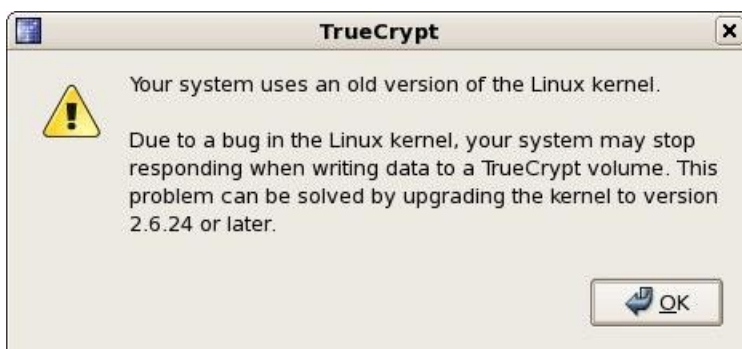 TrueCrypt
Your system uses an old version of the Linux kernel.
Due to a bug in the Linux kernel, your system may stop
responding when writing data to a TrueCrypt volume. This
problem can be solved by upgrading the kernel to version
2.6.24 or later.
OK